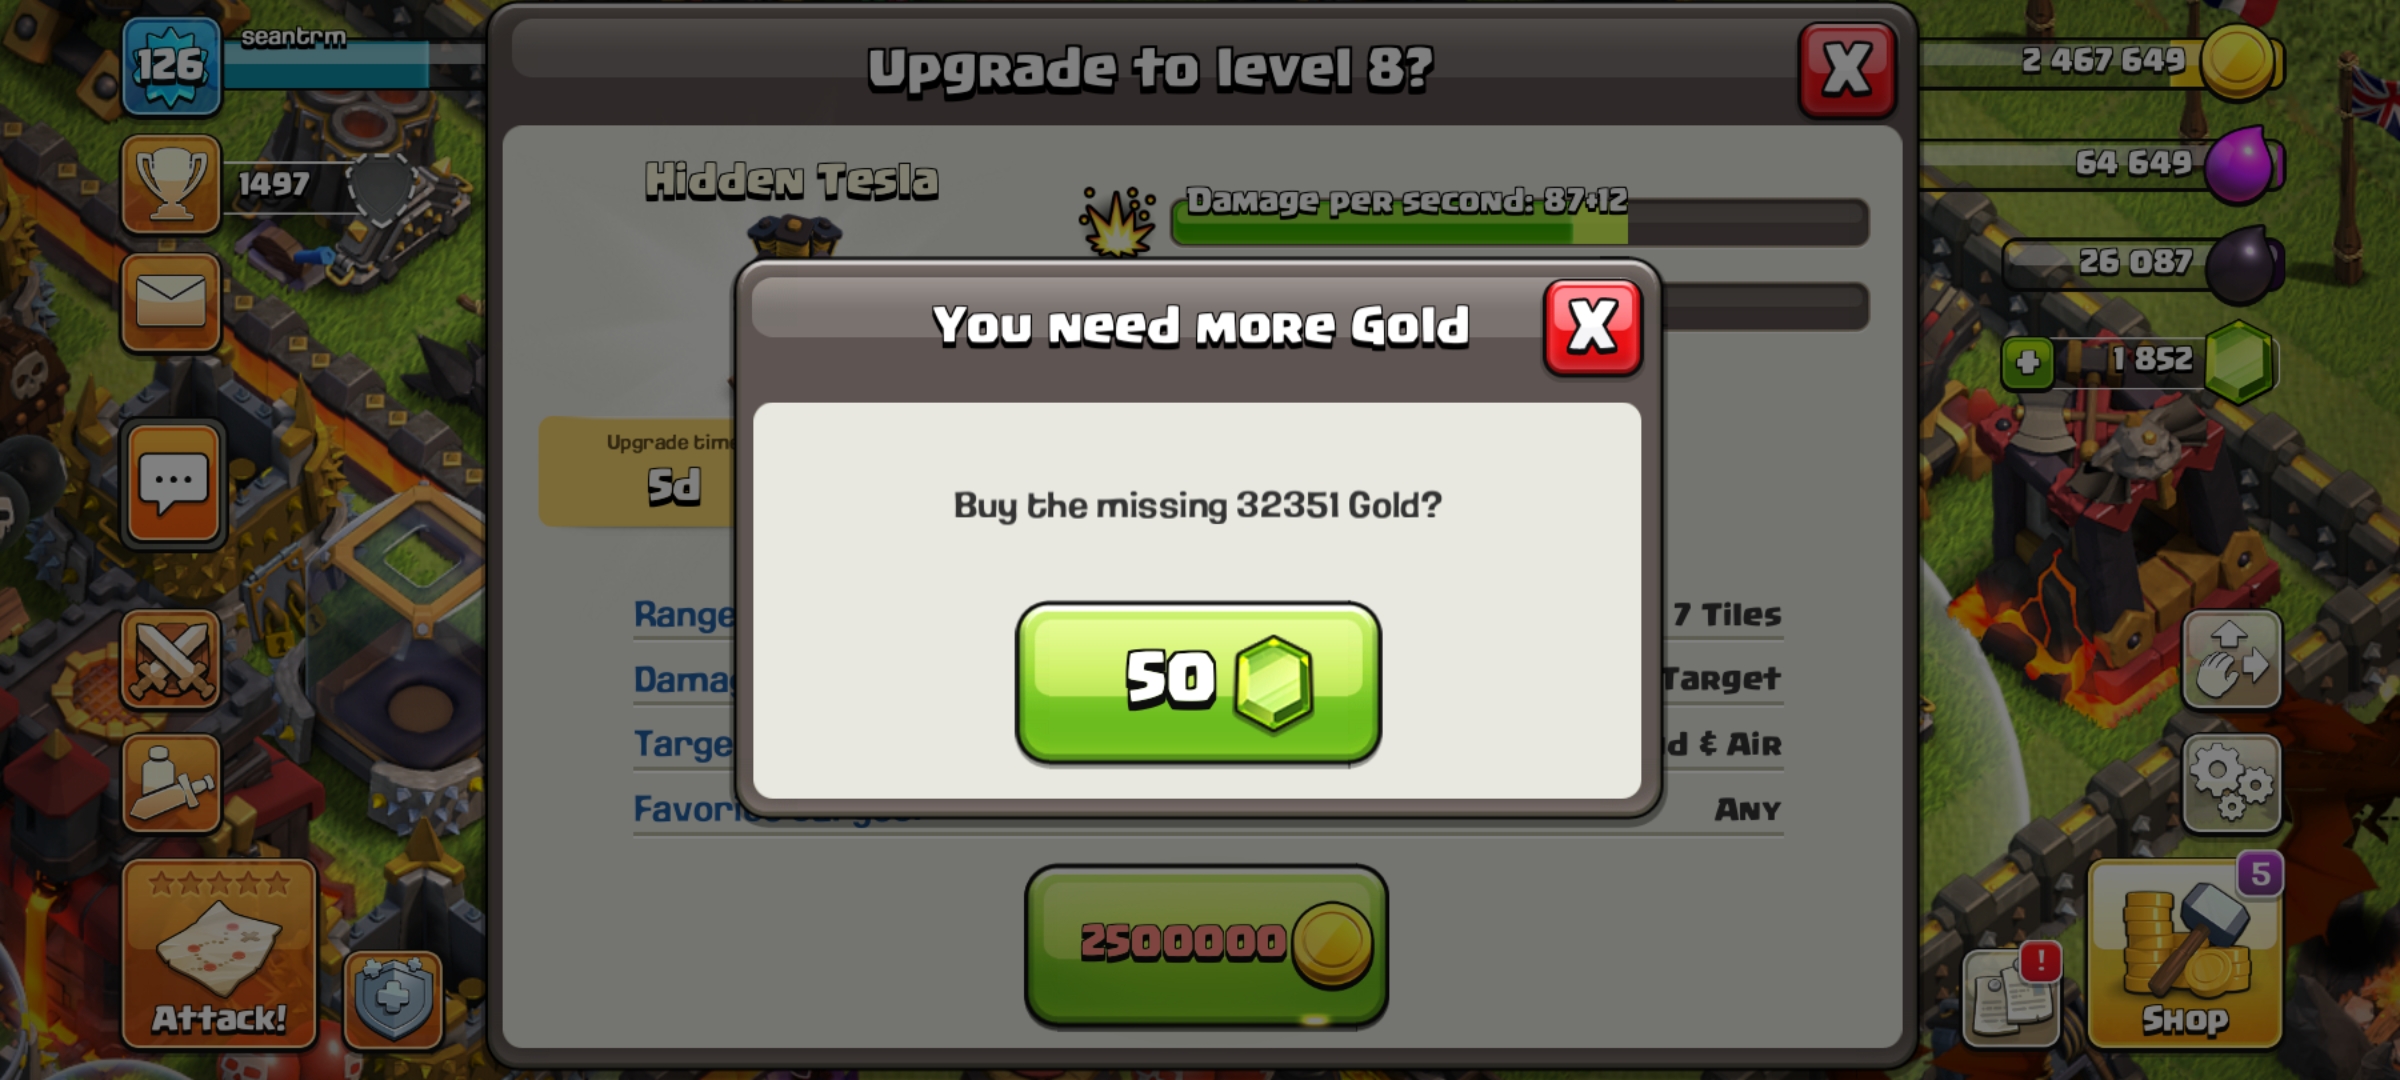 126
seantrm
Upgrade to level 8?
X
2 467 649
1497
Hidden Tesla
Damage per second: 87+12
64 649
26 087
You need more Gold
X
+
1 852
Upgrade time
5d
Buy the missing 32351 Gold?
Range
7 Tiles
50
Dama
Target
Targe
d & Air
Favori
Any
2500000
Attack!
5
!
Shop